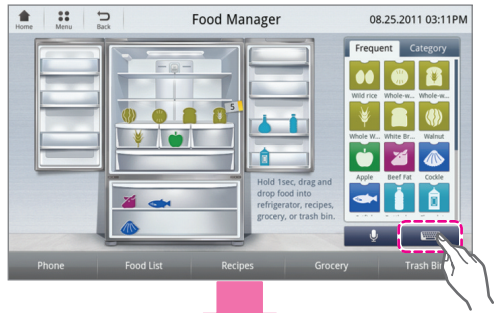 Home
Menu
Back
Food Manager
08.25.2011 03:11PM
Frequent
Category
Wild rice
Whole-w...
Whole-w...
5
Whole W...
White Br...
Walnut
Apple
Beef Fat
Cockle
Hold 1sec, drag and
drop food into
refrigerator, recipes,
grocery, or trash bin.
Phone
Food List
Recipes
Grocery
Trash Bin